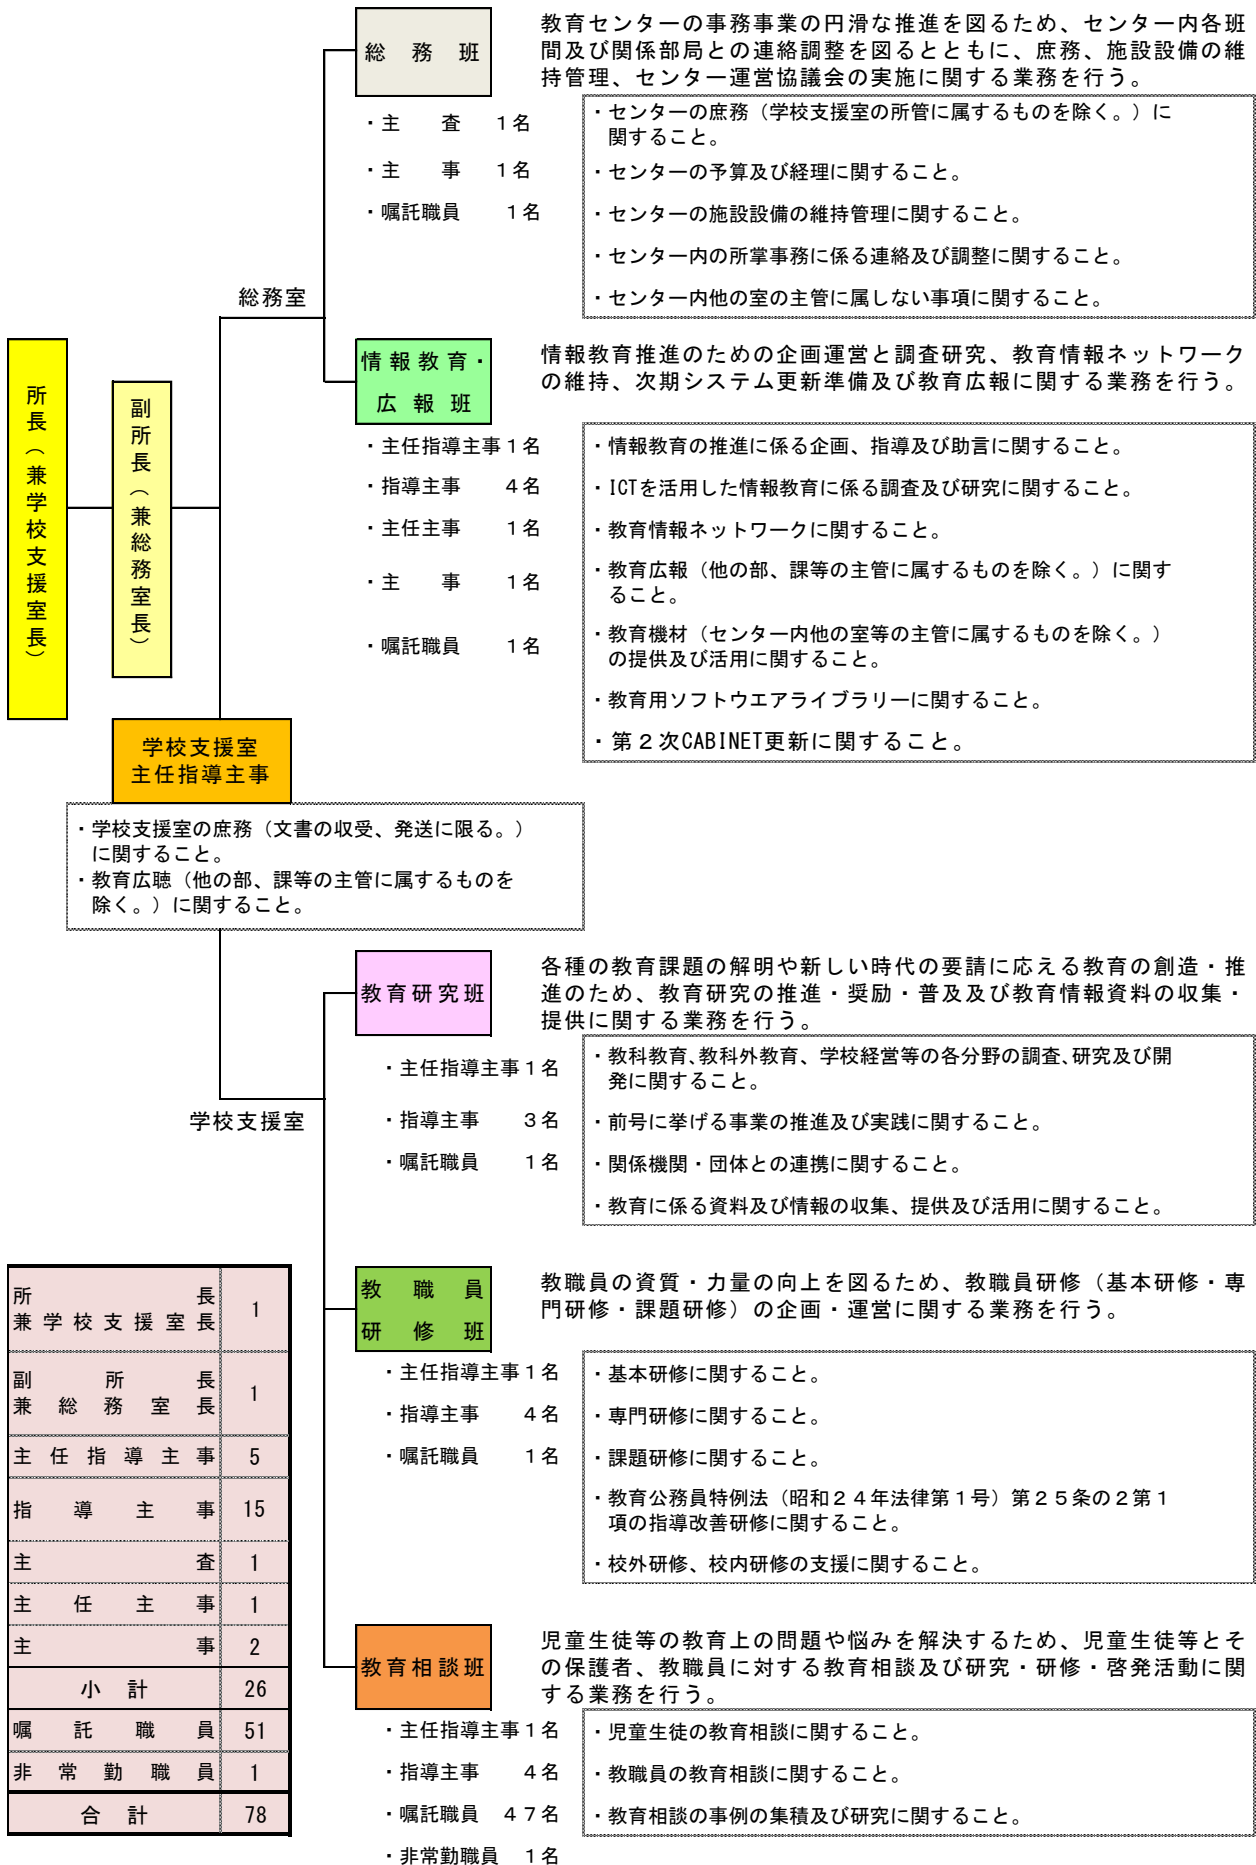 教育センターの事務事業の円滑な推進を図るため、センター内各班
間及び関係部局との連絡調整を図るとともに、庶務、施設設備の維
持管理、センター運営協議会の実施に関する業務を行う。
総務班
・主　査　1名
・主　事　1名
・嘱託職員　1名
・センターの庶務（学校支援室の所管に属するものを除く。）に
関すること。
・センターの予算及び経理に関すること。
・センターの施設設備の維持管理に関すること。
・センター内の所掌事務に係る連絡及び調整に関すること。
・センター内他の室の主管に属しない事項に関すること。
総務室
所長（兼学校支援室長）
副所長（兼総務室長）
情報教育・
広報班
情報教育推進のための企画運営と調査研究、教育情報ネットワーク
の維持、次期システム更新準備及び教育広報に関する業務を行う。
・主任指導主事1名
・指導主事　4名
・主任主事　1名
・主　事　1名
・嘱託職員　1名
・情報教育の推進に係る企画、指導及び助言に関すること。
・ICTを活用した情報教育に係る調査及び研究に関すること。
・教育情報ネットワークに関すること。
・教育広報（他の部、課等の主管に属するものを除く。）に関す
ること。
・教育機材（センター内他の室等の主管に属するものを除く。）
の提供及び活用に関すること。
・教育用ソフトウエアライブラリーに関すること。
・第２次CABINET更新に関すること。
学校支援室
主任指導主事
・学校支援室の庶務（文書の収受、発送に限る。）
に関すること。
・教育広聴（他の部、課等の主管に属するものを
除く。）に関すること。
学校支援室
教育研究班
各種の教育課題の解明や新しい時代の要請に応える教育の創造・推
進のため、教育研究の推進・奨励・普及及び教育情報資料の収集・
提供に関する業務を行う。
・主任指導主事1名
・指導主事　3名
・嘱託職員　1名
・教科教育、教科外教育、学校経営等の各分野の調査、研究及び開
発に関すること。
・前号に挙げる事業の推進及び実践に関すること。
・関係機関・団体との連携に関すること。
・教育に係る資料及び情報の収集、提供及び活用に関すること。
教職員
研修班
教職員の資質・力量の向上を図るため、教職員研修（基本研修・専
門研修・課題研修）の企画・運営に関する業務を行う。
・主任指導主事1名
・指導主事　4名
・嘱託職員　1名
・基本研修に関すること。
・専門研修に関すること。
・課題研修に関すること。
・教育公務員特例法（昭和２４年法律第１号）第２５条の２第１
項の指導改善研修に関すること。
・校外研修、校内研修の支援に関すること。
教育相談班
児童生徒等の教育上の問題や悩みを解決するため、児童生徒等とそ
の保護者、教職員に対する教育相談及び研究・研修・啓発活動に関
する業務を行う。
・主任指導主事1名
・指導主事　4名
・嘱託職員　４７名
・非常勤職員　1名
・児童生徒の教育相談に関すること。
・教職員の教育相談に関すること。
・教育相談の事例の集積及び研究に関すること。
所長
兼学校支援室長　1
副所長
兼総務室長　1
主任指導主事　5
指導主事　15
主査　1
主任主事　1
主事　2
小計　26
嘱託職員　51
非常勤職員　1
合計　78